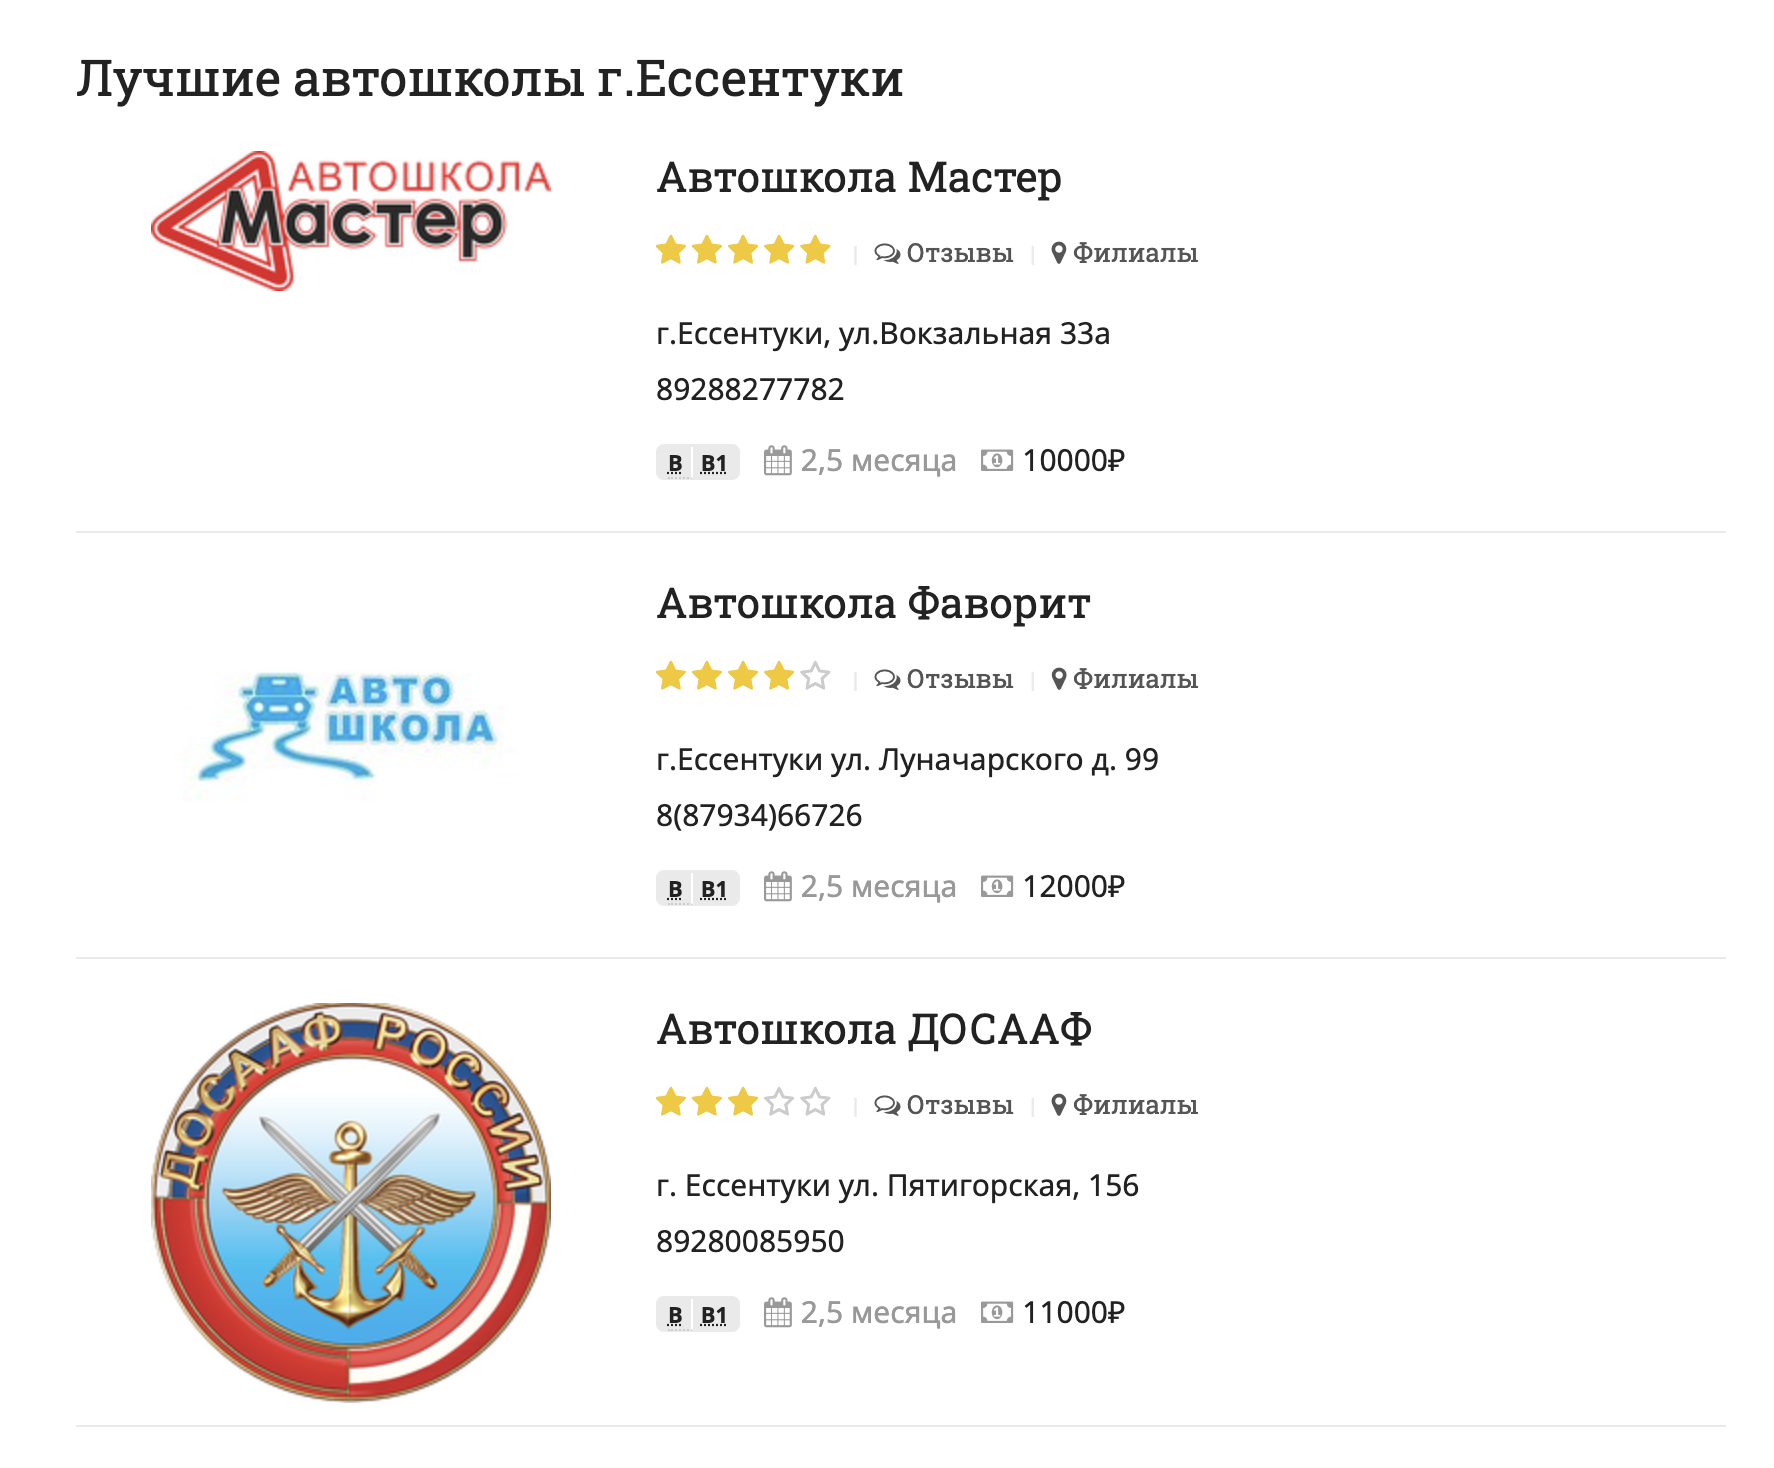 Лучшие автошколы г.Ессентуки
АВТОШКОЛА
Мастер
Автошкола Мастер
Отзывы
Филиалы
г.Ессентуки, ул.Вокзальная 33а
89288277782
B B1 2,5 месяца 10000₽
АВТО
ШКОЛА
Автошкола Фаворит
Отзывы
Филиалы
г.Ессентуки ул. Луначарского д. 99
8(87934)66726
B B1 2,5 месяца 12000₽
ДОСААФ РОССИИ
Автошкола ДОСААФ
Отзывы
Филиалы
г. Ессентуки ул. Пятигорская, 156
89280085950
B B1 2,5 месяца 11000₽